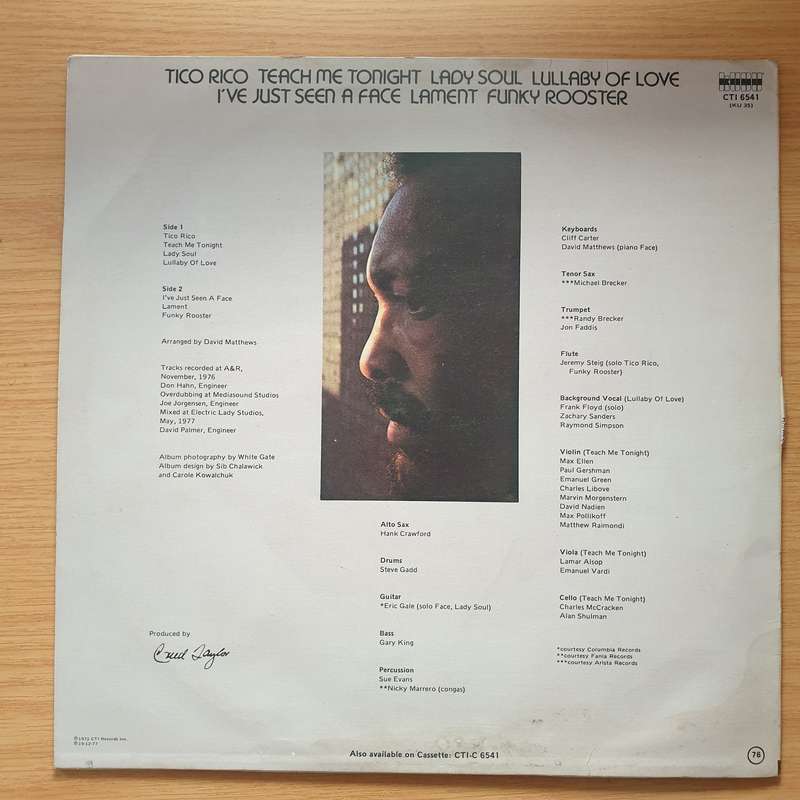 TICO RICO TEACH ME TONIGHT LADY SOUL LULLABY OF LOVE
I'VE JUST SEEN A FACE LAMENT FUNKY ROOSTER
CTI 6541
(KU 35)
Side 1
Tico Rico
Teach Me Tonight
Lady Soul
Lullaby Of Love
Side 2
I've Just Seen A Face
Lament
Funky Rooster
Arranged by David Matthews
Tracks recorded at A&R,
November, 1976
Don Hahn, Engineer
Overdubbing at Mediasound Studios
Joe Jorgensen, Engineer
Mixed at Electric Lady Studios,
May, 1977
David Palmer, Engineer
Album photography by White Gate
Album design by Sib Chalawick
and Carole Kowalchuk
Produced by
Creed Taylor
Alto Sax
Hank Crawford
Drums
Steve Gadd
Guitar
*Eric Gale (solo Face, Lady Soul)
Bass
Gary King
Percussion
Sue Evans
**Nicky Marrero (congas)
Keyboards
Cliff Carter
David Matthews (piano Face)
Tenor Sax
***Michael Brecker
Trumpet
***Randy Brecker
Jon Faddis
Flute
Jeremy Steig (solo Tico Rico,
Funky Rooster)
Background Vocal (Lullaby Of Love)
Frank Floyd (solo)
Zachary Sanders
Raymond Simpson
Violin (Teach Me Tonight)
Max Ellen
Paul Gershman
Emanuel Green
Charles Libove
Marvin Morgenstern
David Nadien
Max Pollikoff
Matthew Raimondi
Viola (Teach Me Tonight)
Lamar Alsop
Emanuel Vardi
Cello (Teach Me Tonight)
Charles McCracken
Alan Shulman
*courtesy Columbia Records
**courtesy Fania Records
***courtesy Arista Records
CTI Records Inc.
19-12-77
Also available on Cassette: CTI-C 6541
76